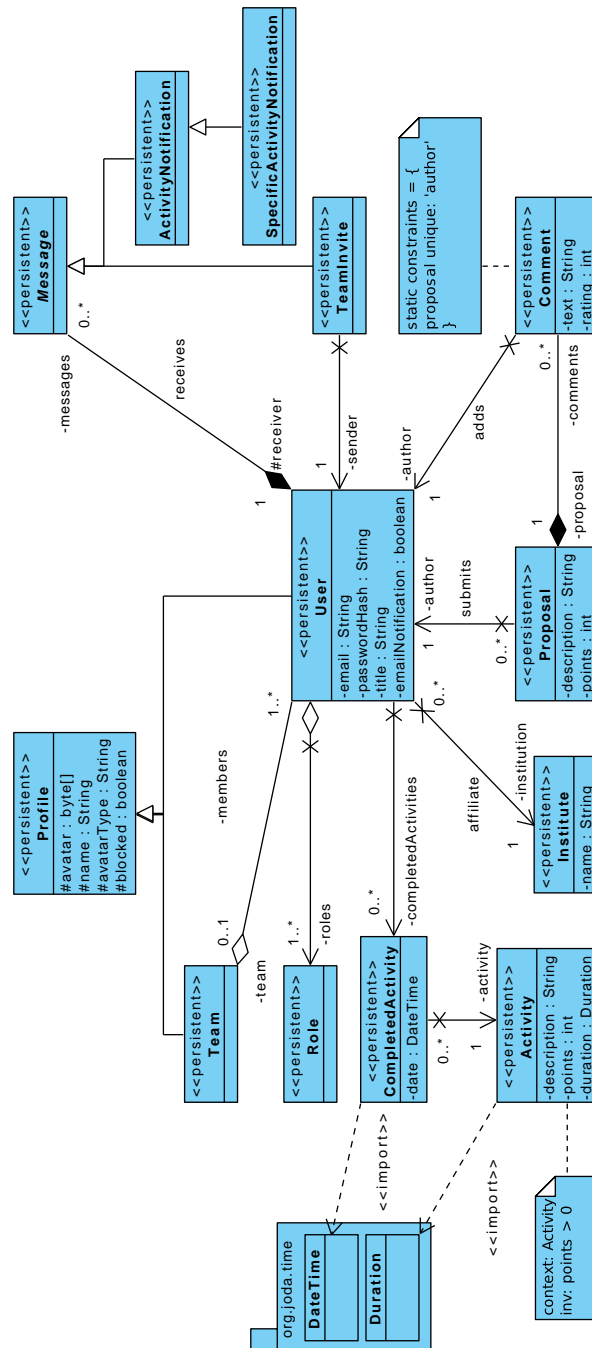 <<persistent>>
Profile
#avatar : byte[]
#name : String
#avatarType : String
#blocked : boolean
<<persistent>>
Message
<<persistent>>
ActivityNotification
<<persistent>>
SpecificActivityNotification
<<persistent>>
TeamInvite
<<persistent>>
Team
<<persistent>>
Role
<<persistent>>
User
-email : String
-passwordHash : String
-title : String
-emailNotification : boolean
-team
0..1
-members
1..*
-messages
0..*
receives
#receiver
1
-sender
1
1..*
-roles
0..*
-completedActivities
<<persistent>>
CompletedActivity
-date : DateTime
0..*
1
-activity
<<persistent>>
Activity
-description : String
-points : int
-duration : Duration
org.joda.time
DateTime
Duration
<<import>>
<<import>>
context: Activity
inv: points > 0
0..*
affiliate
1
-institution
<<persistent>>
Institute
-name : String
1
-author
submits
0..*
<<persistent>>
Proposal
-description : String
-points : int
-author
1
adds
1
-proposal
0..*
-comments
<<persistent>>
Comment
-text : String
-rating : int
static constraints = {
proposal unique: 'author'
}